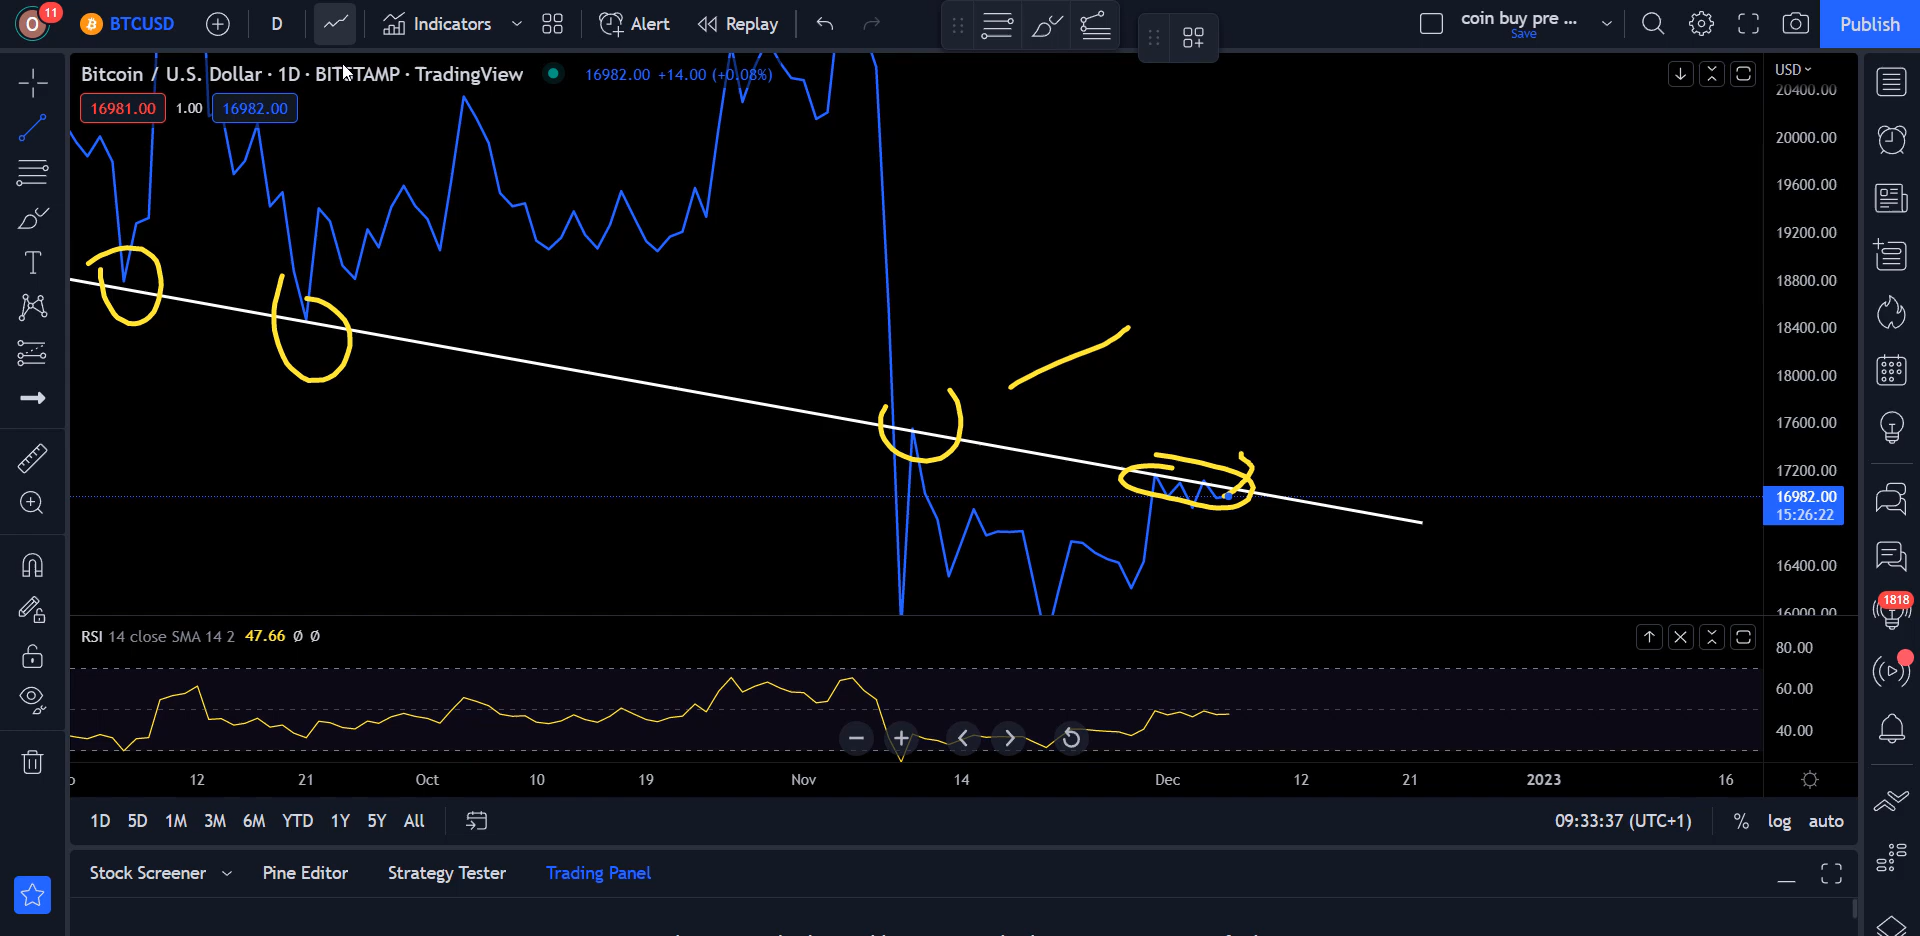 O 11 BTCUSD D Indicators Alert Replay coin buy pre ... Save Publish
Bitcoin / U.S. Dollar · 1D · BITSTAMP · TradingView 16982.00 +14.00 (+0.08%)
16981.00 1.00 16982.00
USD
20400.00
20000.00
19600.00
19200.00
18800.00
18400.00
18000.00
17600.00
17200.00
16982.00
15:26:22
16400.00
16000.00
1818
RSI 14 close SMA 14 2 47.66 Ø Ø
80.00
60.00
40.00
12 21 Oct 10 19 Nov 14 Dec 12 21 2023 16
1D 5D 1M 3M 6M YTD 1Y 5Y All 09:33:37 (UTC+1) % log auto
Stock Screener Pine Editor Strategy Tester Trading Panel